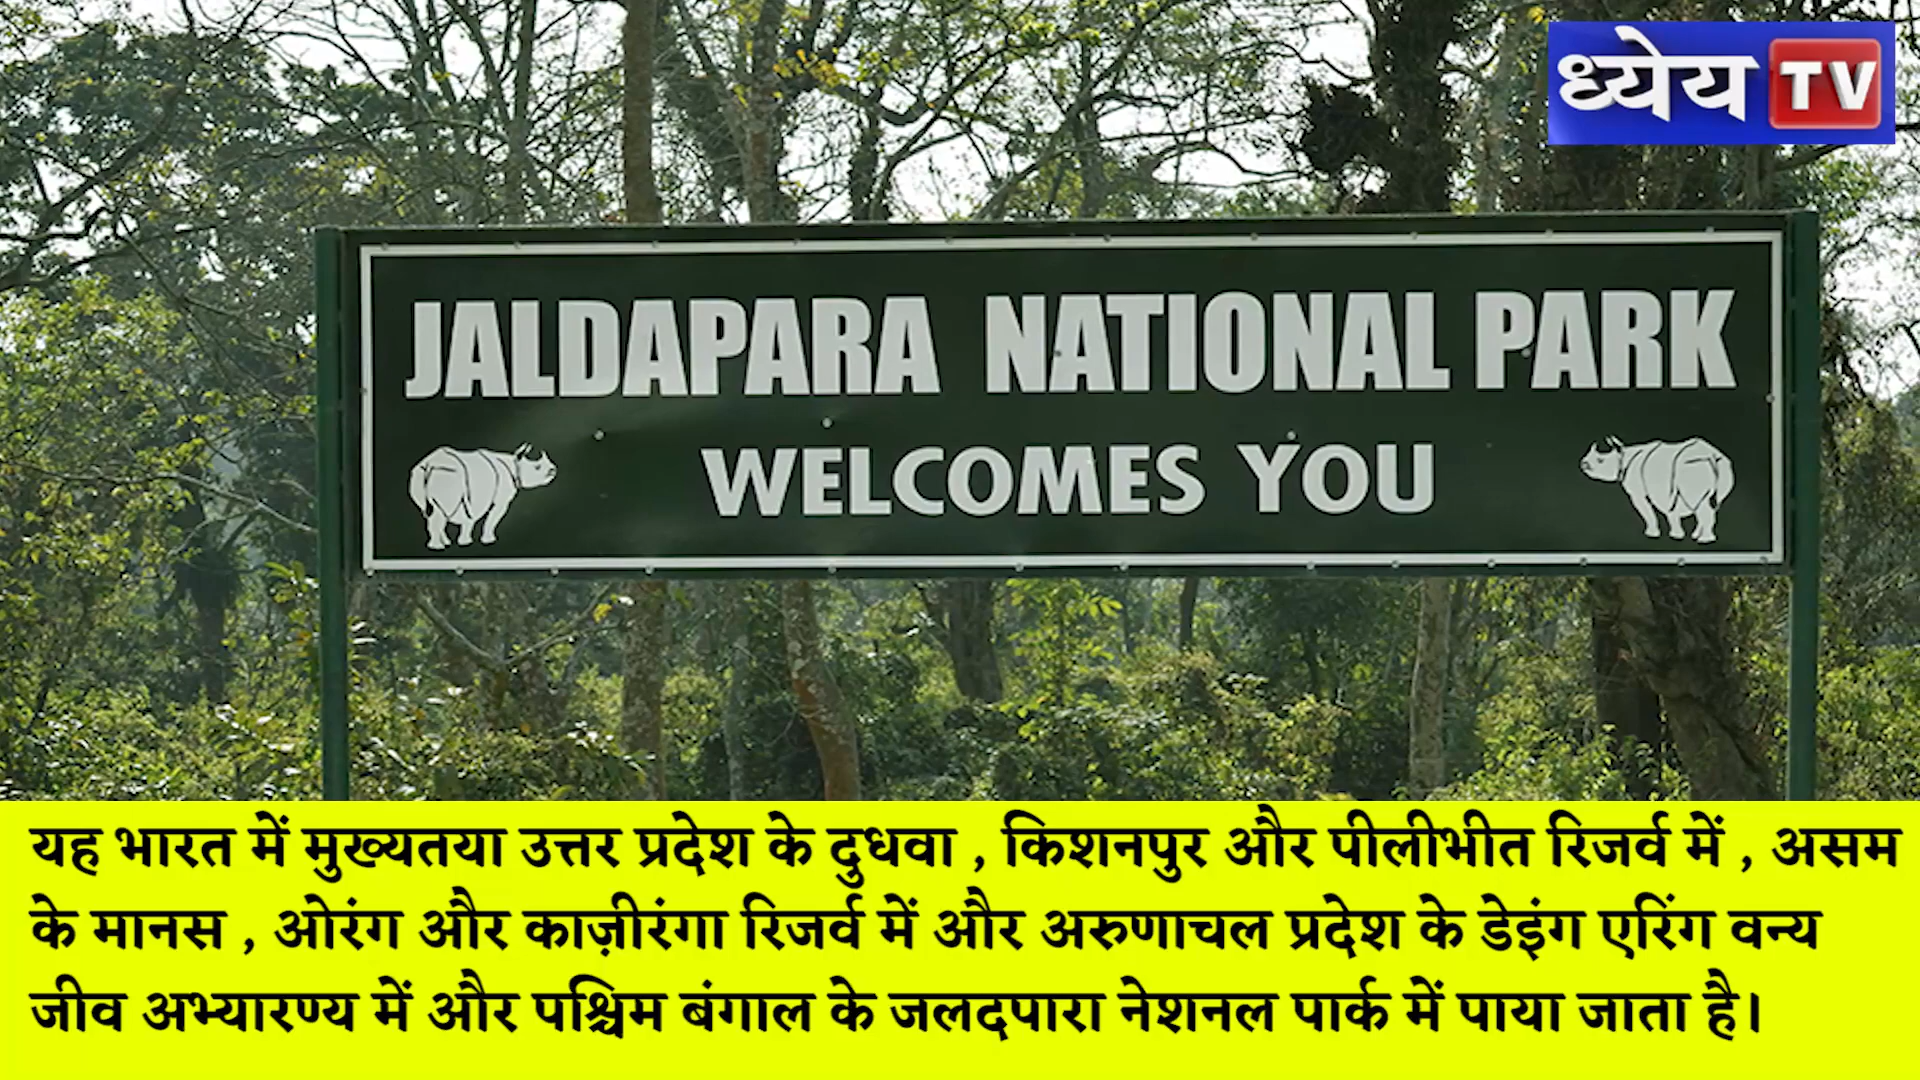 ध्येय TV
JALDAPARA NATIONAL PARK
WELCOMES YOU
यह भारत में मुख्यतया उत्तर प्रदेश के दुधवा , किशनपुर और पीलीभीत रिजर्व में , असम
के मानस , ओरंग और काज़ीरंगा रिजर्व में और अरुणाचल प्रदेश के डेइंग एरिंग वन्य
जीव अभ्यारण्य में और पश्चिम बंगाल के जलदपारा नेशनल पार्क में पाया जाता है।